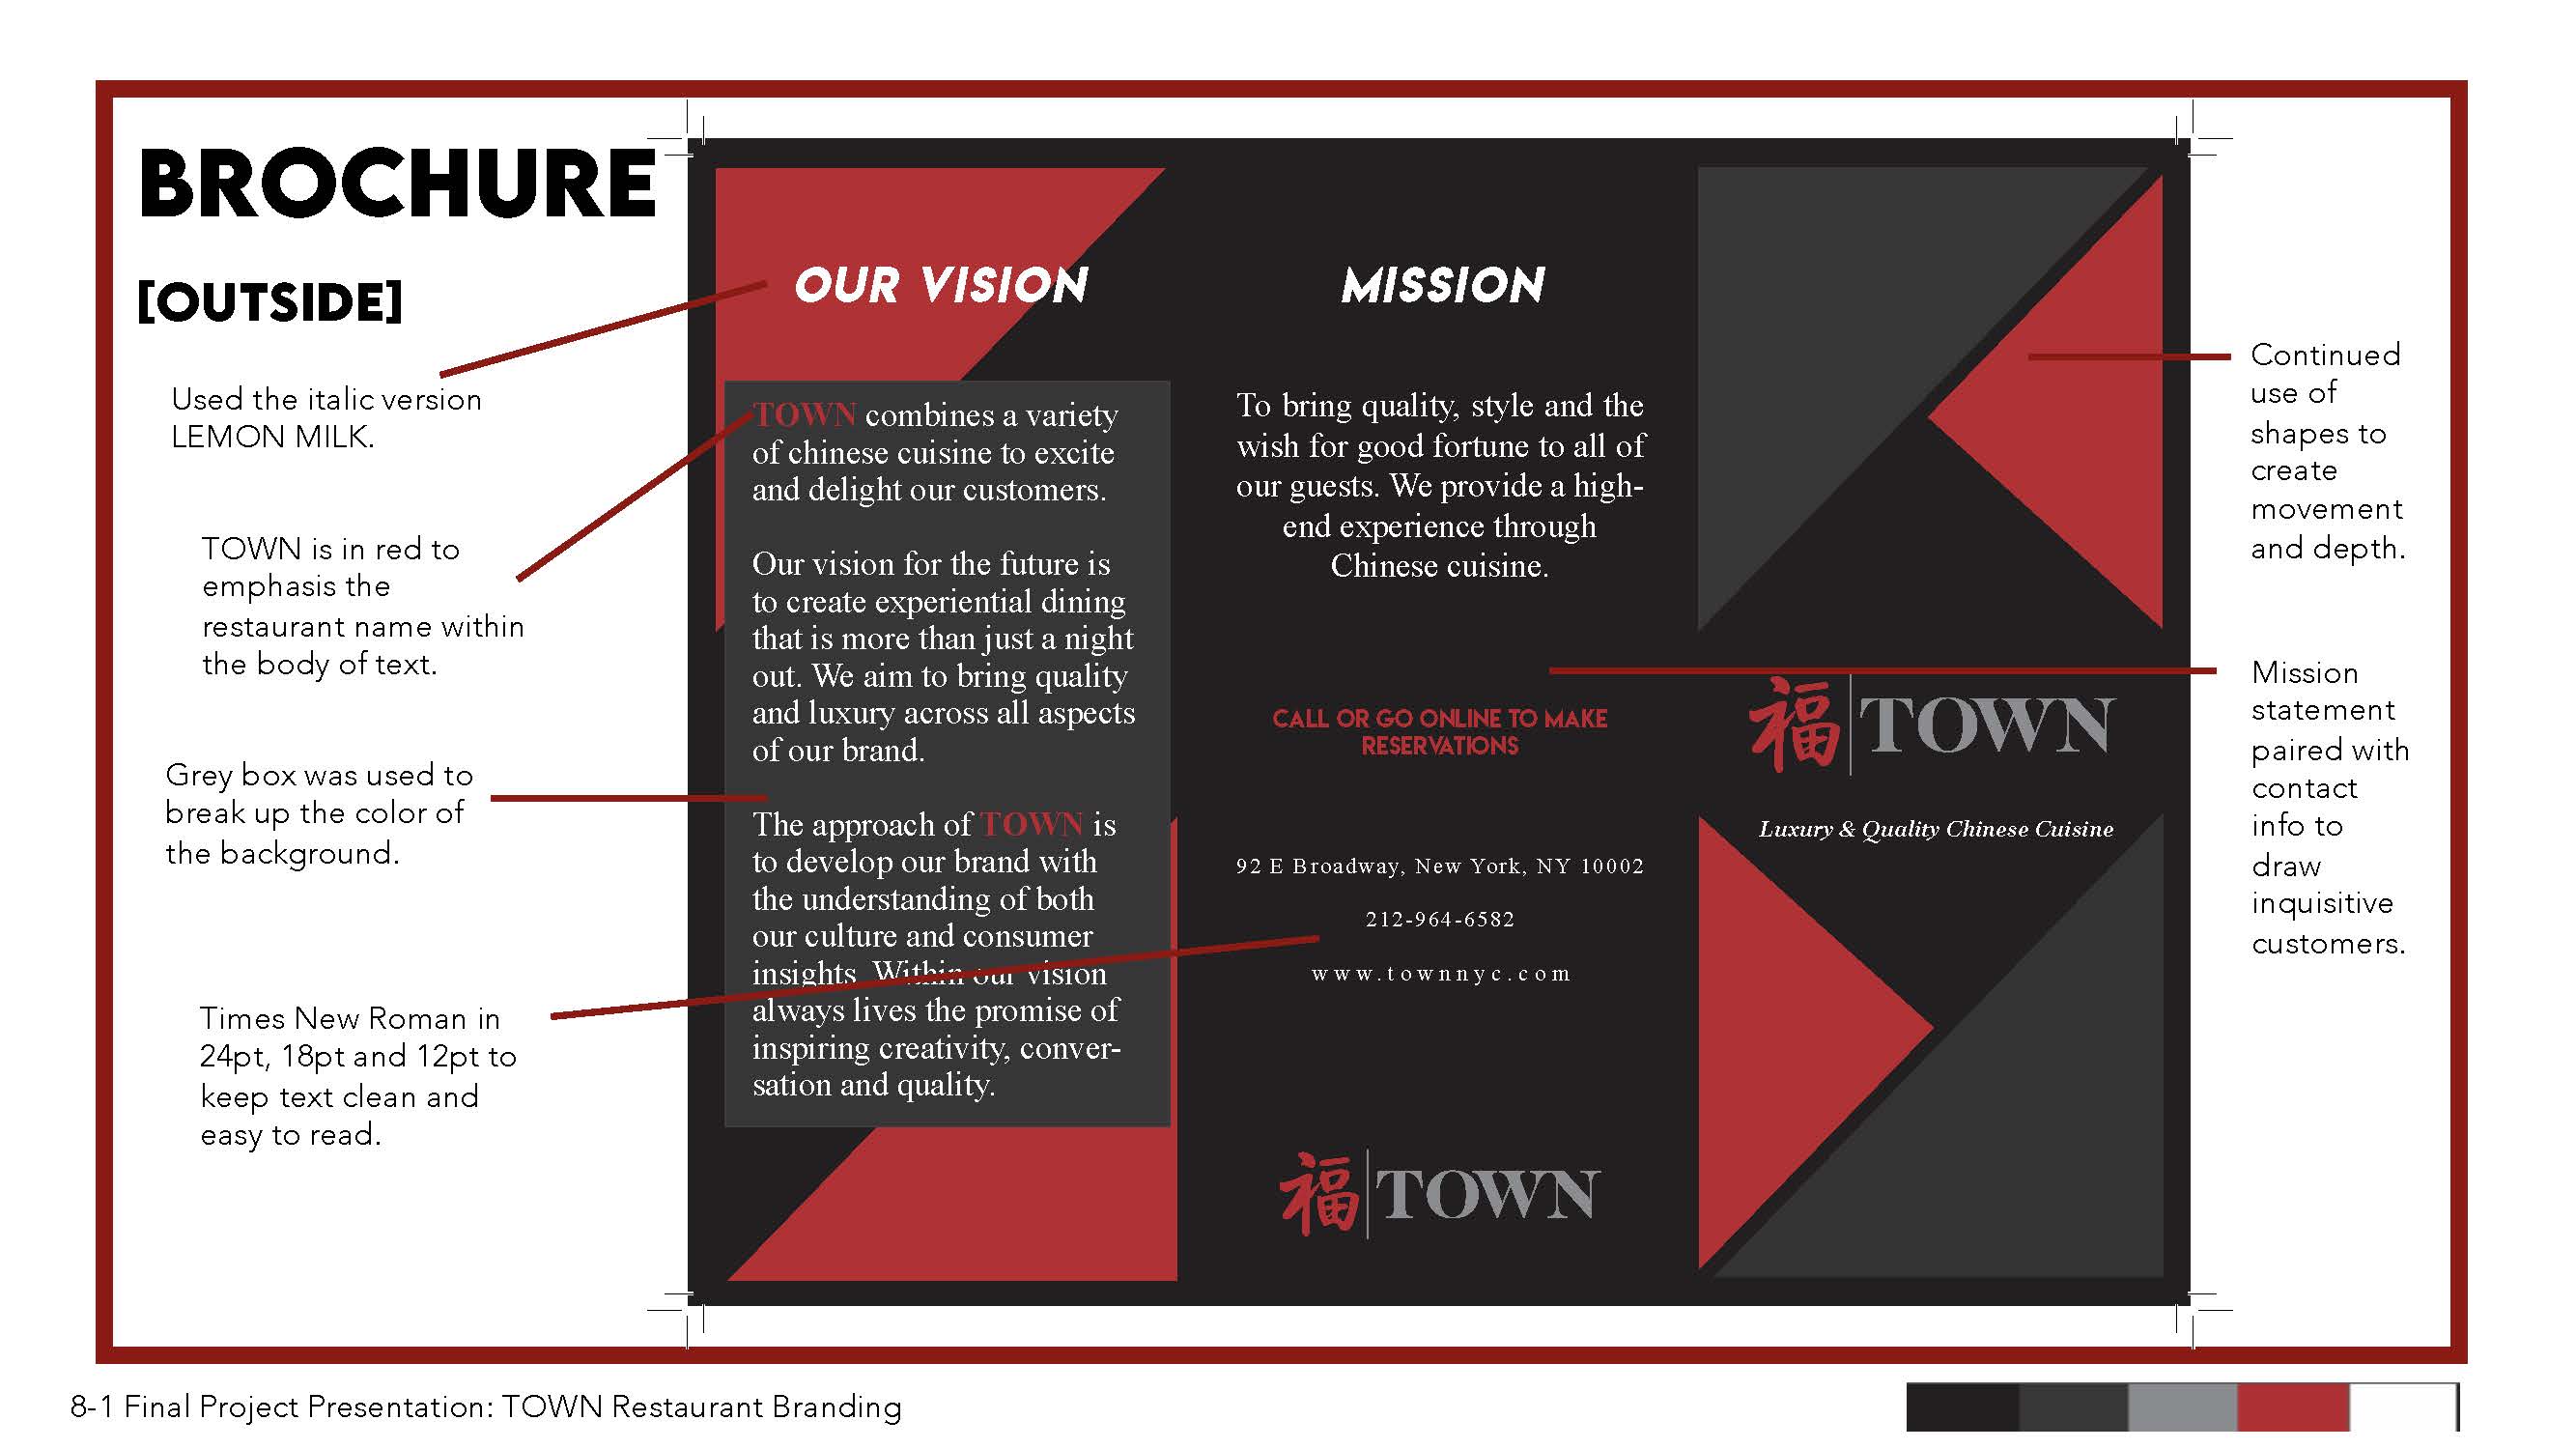 BROCHURE
[OUTSIDE]
Used the italic version
LEMON MILK.
TOWN is in red to
emphasis the
restaurant name within
the body of text.
Grey box was used to
break up the color of
the background.
Times New Roman in
24pt, 18pt and 12pt to
keep text clean and
easy to read.
OUR VISION
TOWN combines a variety
of chinese cuisine to excite
and delight our customers.
Our vision for the future is
to create experiential dining
that is more than just a night
out. We aim to bring quality
and luxury across all aspects
of our brand.
The approach of TOWN is
to develop our brand with
the understanding of both
our culture and consumer
insights. Within our vision
always lives the promise of
inspiring creativity, conver-
sation and quality.
MISSION
To bring quality, style and the
wish for good fortune to all of
our guests. We provide a high-
end experience through
Chinese cuisine.
CALL OR GO ONLINE TO MAKE
RESERVATIONS
92 E Broadway, New York, NY 10002
212-964-6582
www.townnyc.com
福 TOWN
福 TOWN
Luxury & Quality Chinese Cuisine
Continued
use of
shapes to
create
movement
and depth.
Mission
statement
paired with
contact
info to
draw
inquisitive
customers.
8-1 Final Project Presentation: TOWN Restaurant Branding